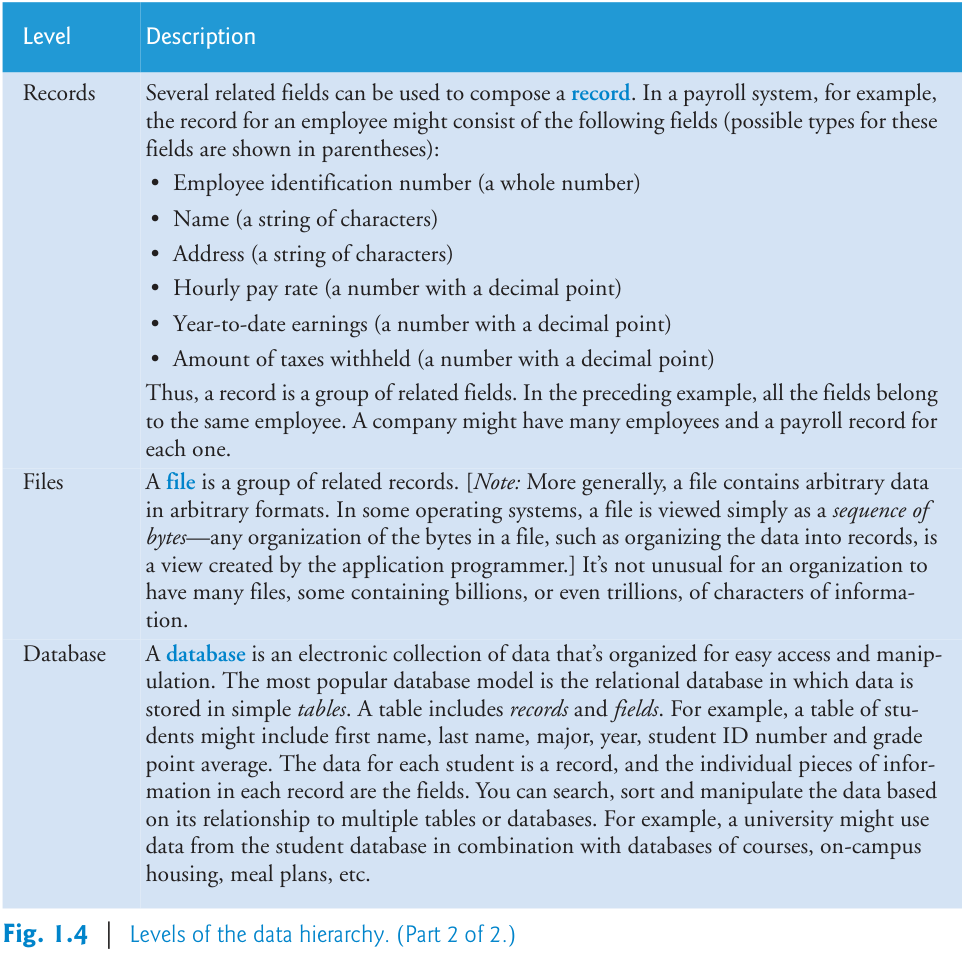 Level Description
Records Several related fields can be used to compose a record. In a payroll system, for example,
the record for an employee might consist of the following fields (possible types for these
fields are shown in parentheses):
• Employee identification number (a whole number)
• Name (a string of characters)
• Address (a string of characters)
• Hourly pay rate (a number with a decimal point)
• Year-to-date earnings (a number with a decimal point)
• Amount of taxes withheld (a number with a decimal point)
Thus, a record is a group of related fields. In the preceding example, all the fields belong
to the same employee. A company might have many employees and a payroll record for
each one.
Files A file is a group of related records. [Note: More generally, a file contains arbitrary data
in arbitrary formats. In some operating systems, a file is viewed simply as a sequence of
bytes—any organization of the bytes in a file, such as organizing the data into records, is
a view created by the application programmer.] It’s not unusual for an organization to
have many files, some containing billions, or even trillions, of characters of informa-
tion.
Database A database is an electronic collection of data that’s organized for easy access and manip-
ulation. The most popular database model is the relational database in which data is
stored in simple tables. A table includes records and fields. For example, a table of stu-
dents might include first name, last name, major, year, student ID number and grade
point average. The data for each student is a record, and the individual pieces of infor-
mation in each record are the fields. You can search, sort and manipulate the data based
on its relationship to multiple tables or databases. For example, a university might use
data from the student database in combination with databases of courses, on-campus
housing, meal plans, etc.
Fig. 1.4 | Levels of the data hierarchy. (Part 2 of 2.)